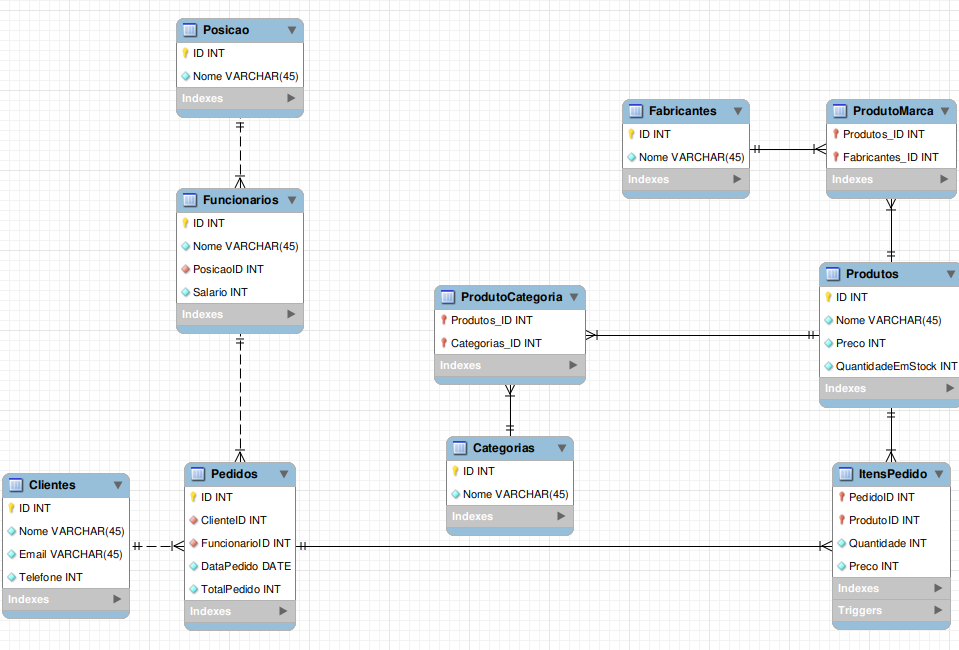 Posicao
ID INT
Nome VARCHAR(45)
Indexes
Fabricantes
ID INT
Nome VARCHAR(45)
Indexes
ProdutoMarca
Produtos_ID INT
Fabricantes_ID INT
Indexes
Funcionarios
ID INT
Nome VARCHAR(45)
PosicaoID INT
Salario INT
Indexes
ProdutoCategoria
Produtos_ID INT
Categorias_ID INT
Indexes
Produtos
ID INT
Nome VARCHAR(45)
Preco INT
QuantidadeEmStock INT
Indexes
Categorias
ID INT
Nome VARCHAR(45)
Indexes
Clientes
ID INT
Nome VARCHAR(45)
Email VARCHAR(45)
Telefone INT
Indexes
Pedidos
ID INT
ClienteID INT
FuncionarioID INT
DataPedido DATE
TotalPedido INT
Indexes
ItensPedido
PedidoID INT
ProdutoID INT
Quantidade INT
Preco INT
Indexes
Triggers